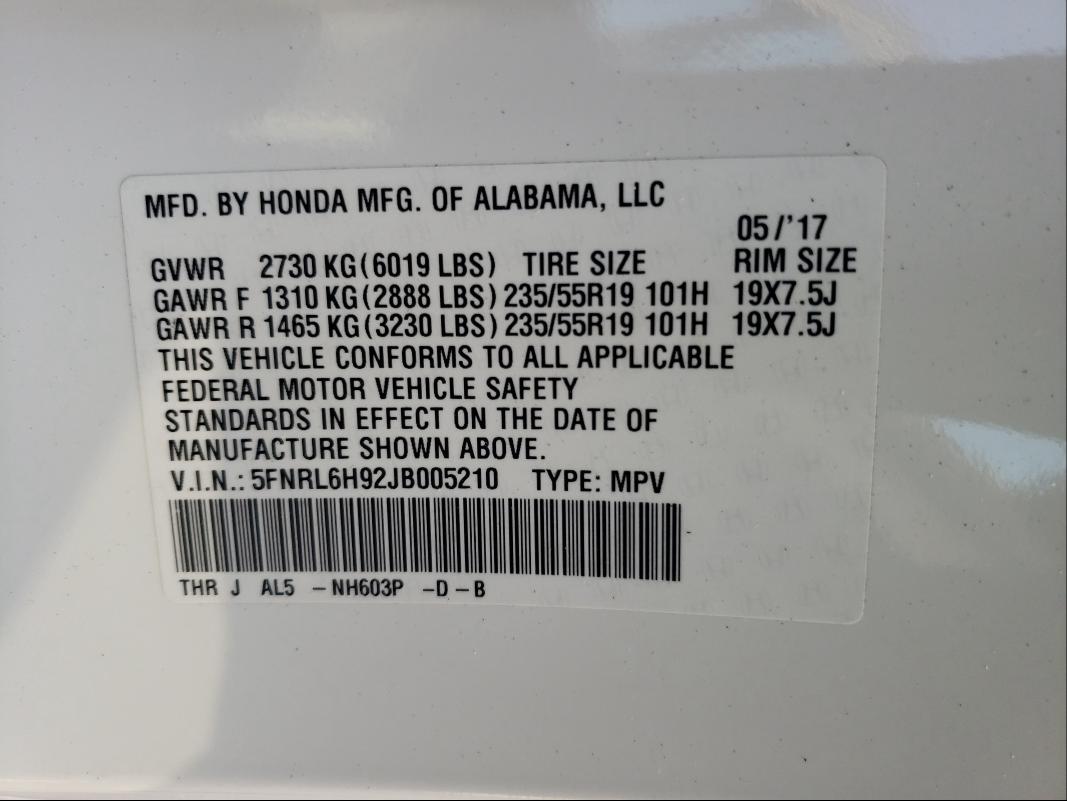 MFD. BY HONDA MFG. OF ALABAMA, LLC
05/'17
GVWR 2730 KG(6019 LBS) TIRE SIZE RIM SIZE
GAWR F 1310 KG(2888 LBS) 235/55R19 101H 19X7.5J
GAWR R 1465 KG(3230 LBS) 235/55R19 101H 19X7.5J
THIS VEHICLE CONFORMS TO ALL APPLICABLE
FEDERAL MOTOR VEHICLE SAFETY
STANDARDS IN EFFECT ON THE DATE OF
MANUFACTURE SHOWN ABOVE.
V.I.N.: 5FNRL6H92JB005210 TYPE: MPV
THR J AL5 -NH603P -D-B